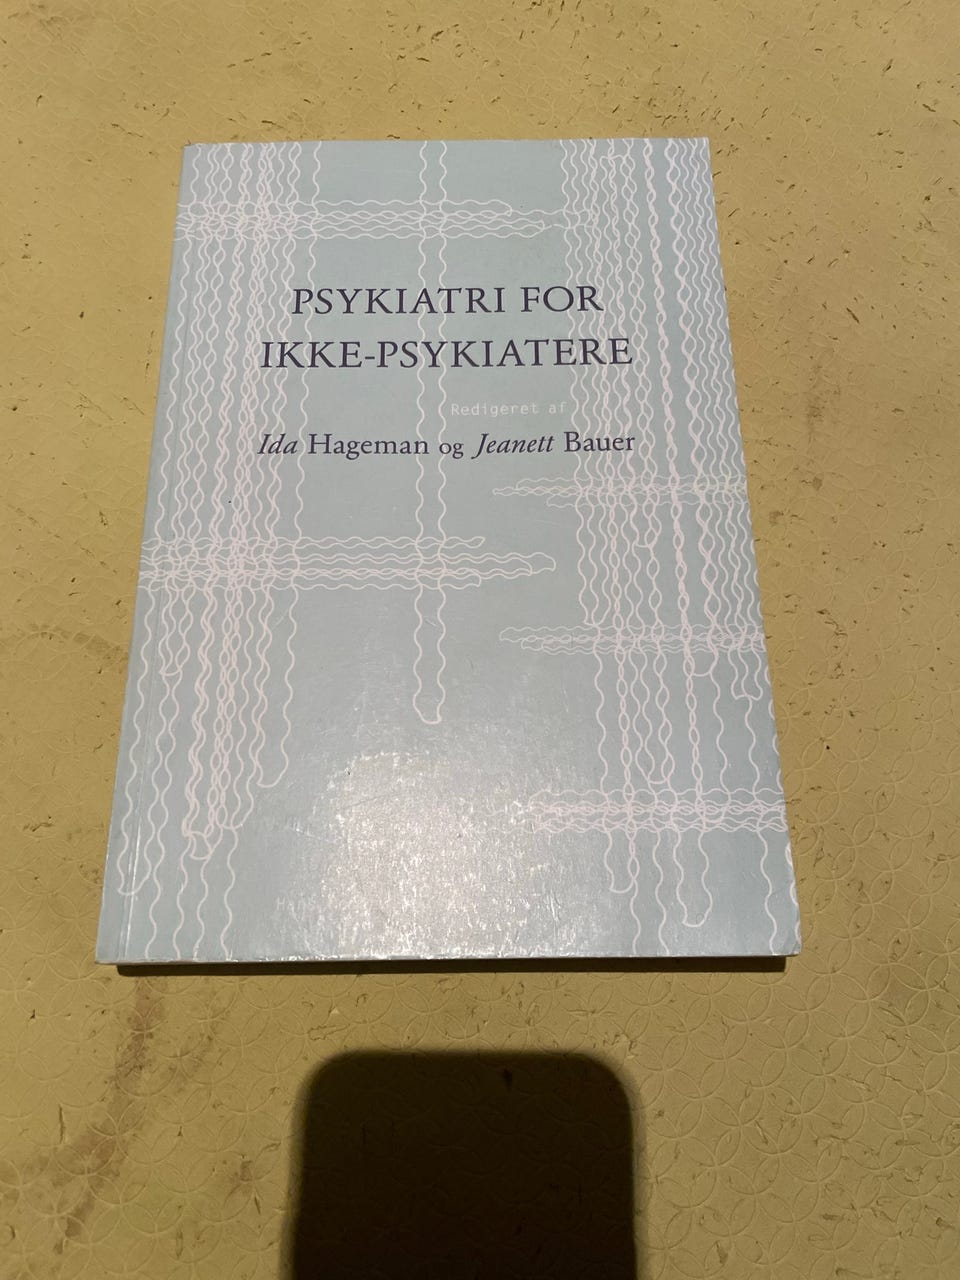 PSYKIATRI FOR
IKKE-PSYKIATERE
Redigeret af
Ida Hageman og Jeanett Bauer